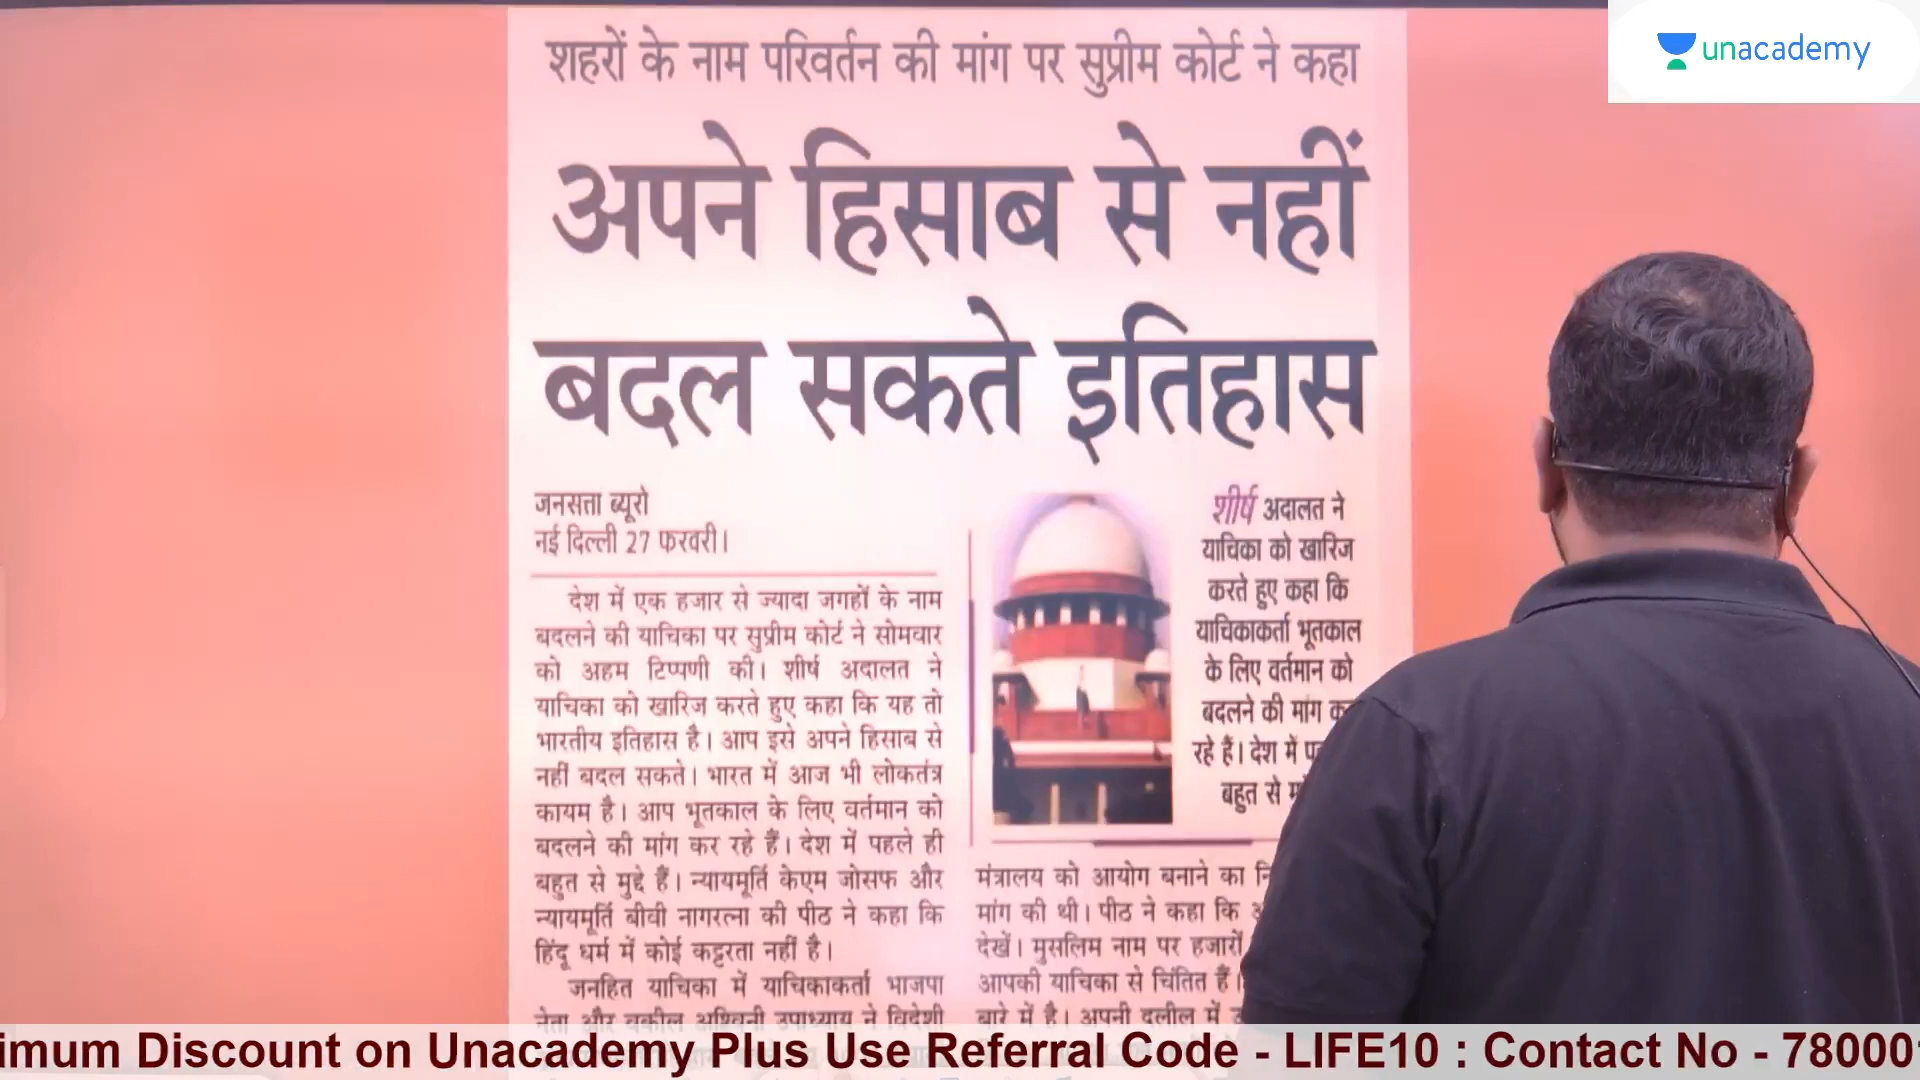 शहरों के नाम परिवर्तन की मांग पर सुप्रीम कोर्ट ने कहा
unacademy
अपने हिसाब से नहीं
बदल सकते इतिहास
जनसत्ता ब्यूरो
नई दिल्ली 27 फरवरी।
देश में एक हजार से ज्यादा जगहों के नाम
बदलने की याचिका पर सुप्रीम कोर्ट ने सोमवार
को अहम टिप्पणी की। शीर्ष अदालत ने
याचिका को खारिज करते हुए कहा कि यह तो
भारतीय इतिहास है। आप इसे अपने हिसाब से
नहीं बदल सकते। भारत में आज भी लोकतंत्र
कायम है। आप भूतकाल के लिए वर्तमान को
बदलने की मांग कर रहे हैं। देश में पहले ही
बहुत से मुद्दे हैं। न्यायमूर्ति केएम जोसफ और
न्यायमूर्ति बीवी नागरत्ना की पीठ ने कहा कि
हिंदू धर्म में कोई कट्टरता नहीं है।
जनहित याचिका में याचिकाकर्ता भाजपा
नेता और वकील अश्विनी उपाध्याय ने विदेशी
शीर्ष अदालत ने
याचिका को खारिज
करते हुए कहा कि
याचिकाकर्ता भूतकाल
के लिए वर्तमान को
बदलने की मांग
रहे हैं। देश में
बहुत से
मंत्रालय को आयोग बनाने का
मांग की थी। पीठ ने कहा कि
देखें। मुसलिम नाम पर हजारों
आपकी याचिका से चिंतित हैं
बारे में है। अपनी दलील में
imum Discount on Unacademy Plus Use Referral Code - LIFE10 : Contact No - 78000